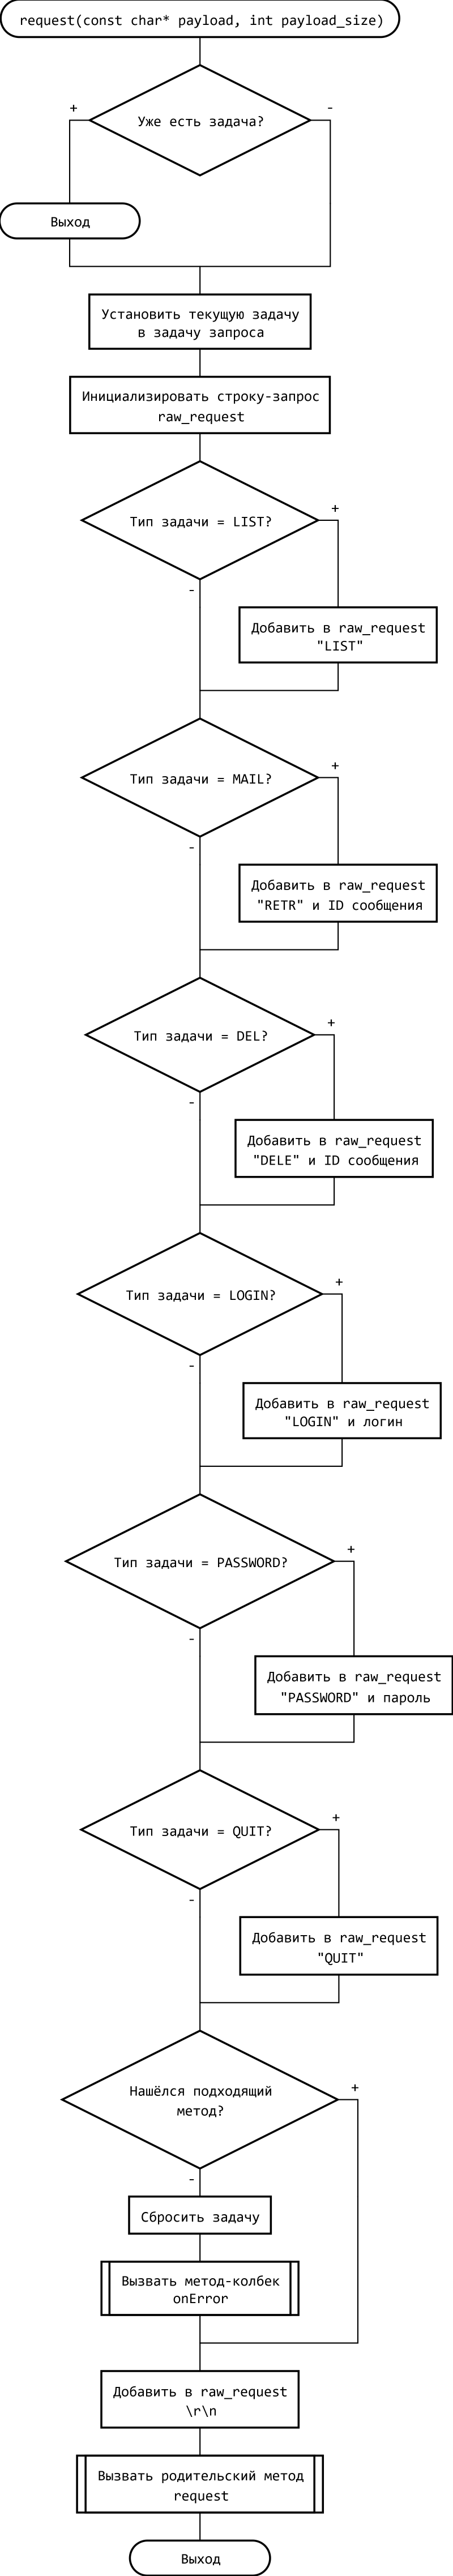 request(const char* payload, int payload_size)
+
-
Уже есть задача?
Выход
Установить текущую задачу
в задачу запроса
Инициализировать строку-запрос
raw_request
+
Тип задачи = LIST?
-
Добавить в raw_request
"LIST"
+
Тип задачи = MAIL?
-
Добавить в raw_request
"RETR" и ID сообщения
+
Тип задачи = DEL?
-
Добавить в raw_request
"DELE" и ID сообщения
+
Тип задачи = LOGIN?
-
Добавить в raw_request
"LOGIN" и логин
+
Тип задачи = PASSWORD?
-
Добавить в raw_request
"PASSWORD" и пароль
+
Тип задачи = QUIT?
-
Добавить в raw_request
"QUIT"
+
Нашёлся подходящий
метод?
-
Сбросить задачу
Вызвать метод-колбек
onError
Добавить в raw_request
\r\n
Вызвать родительский метод
request
Выход